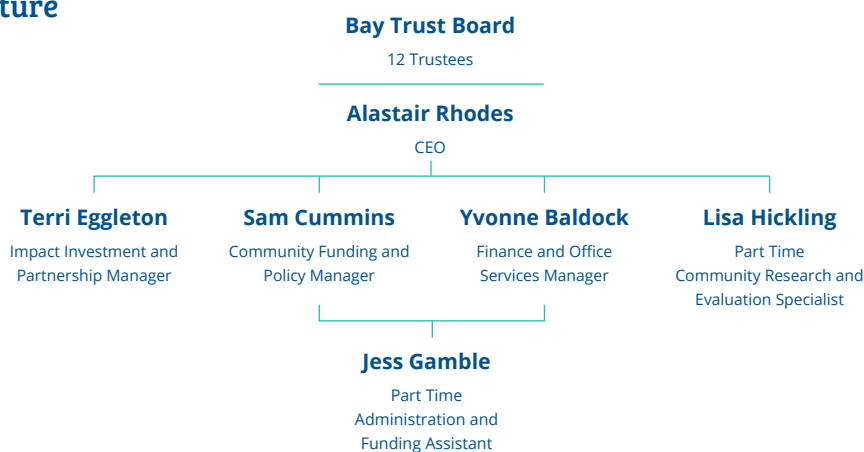 ture
Bay Trust Board
12 Trustees
Alastair Rhodes
CEO
Terri Eggleton
Impact Investment and
Partnership Manager
Sam Cummins
Community Funding and
Policy Manager
Yvonne Baldock
Finance and Office
Services Manager
Lisa Hickling
Part Time
Community Research and
Evaluation Specialist
Jess Gamble
Part Time
Administration and
Funding Assistant